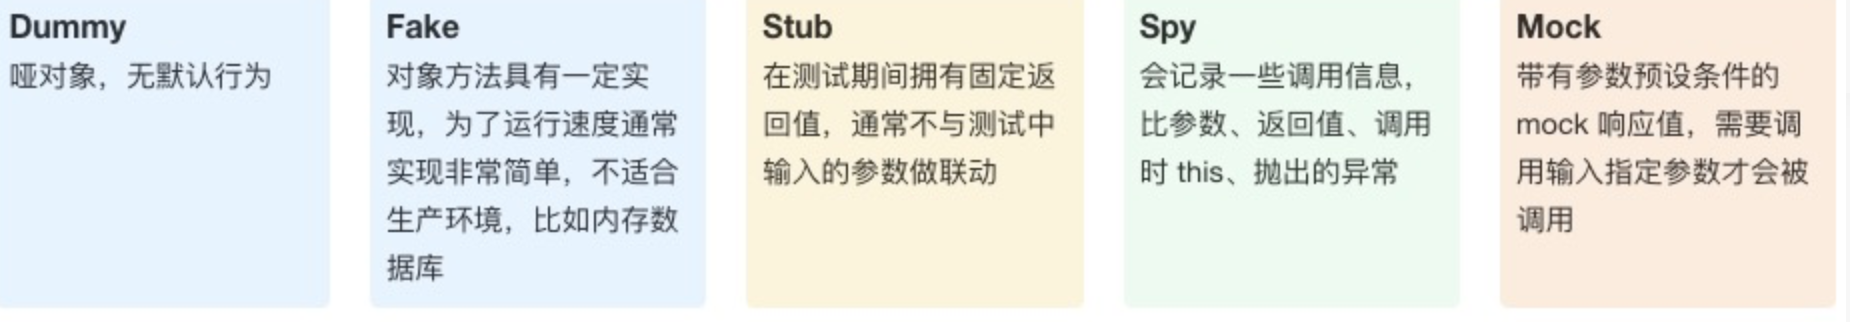 Dummy
哑对象，无默认行为
Fake
对象方法具有一定实
现，为了运行速度通常
实现非常简单，不适合
生产环境，比如内存数
据库
Stub
在测试期间拥有固定返
回值，通常不与测试中
输入的参数做联动
Spy
会记录一些调用信息，
比参数、返回值、调用
时 this、抛出的异常
Mock
带有参数预设条件的
mock 响应值，需要调
用输入指定参数才会被
调用